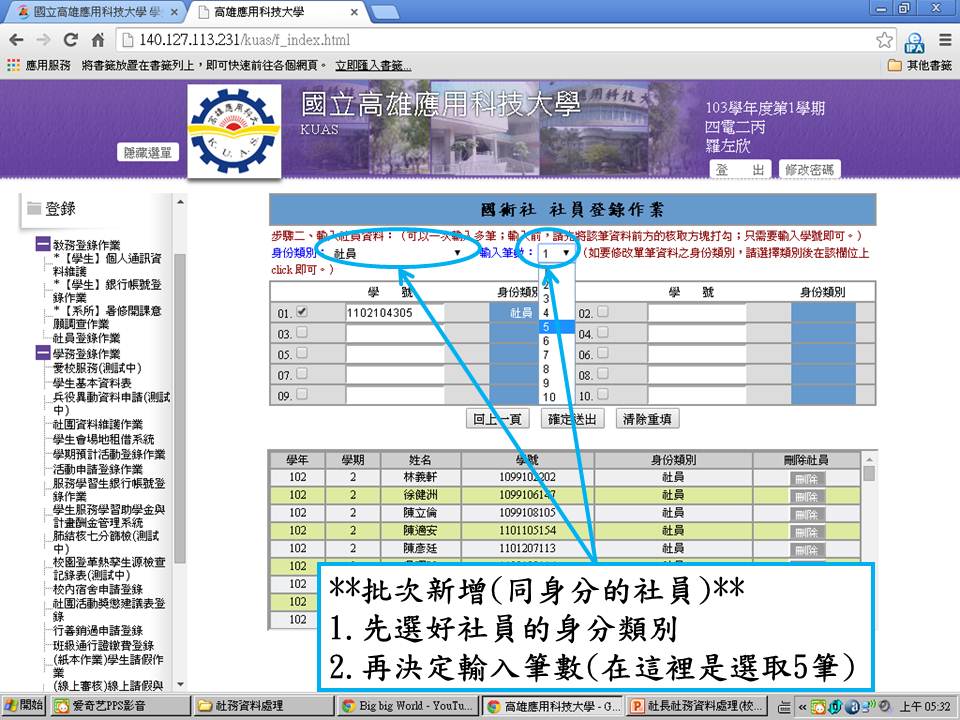 國立高雄應用科技大學 學
高雄應用科技大學
140.127.113.231/kuas/f_index.html
應用服務 將書籤放置在書籤列上，即可快速前往各個網頁。 立即匯入書籤...
其他書籤
國立高雄應用科技大學
KUAS
103學年度第1學期
四電二丙
羅左欣
隱藏選單
登 出
修改密碼
登錄
教務登錄作業
*【學生】個人通訊資
料維護
*【學生】銀行帳號登
錄作業
*【系所】暑修開課意
願調查作業
社員登錄作業
學務登錄作業
愛校服務(測試中)
學生基本資料表
兵役異動資料申請(測試
中)
社團資料維護作業
學生會場地租借系統
學期預計活動登錄作業
活動申請登錄作業
服務學習生銀行帳號登
錄作業
學生服務學習助學金與
計畫酬金管理系統
肺結核七分篩檢(測試
中)
校園登革熱孳生源檢查
記錄表(測試中)
校內宿舍申請登錄
社團活動獎懲建議表登
錄
行善銷過申請登錄
班級通行證繳費登錄
(紙本作業)學生請假作
業
(線上審核)線上請假與
國術社 社員登錄作業
步驟二、輸入社員資料：（可以一次輸入多筆；輸入前，請先將該筆資料前方的核取方塊打勾；只需要輸入學號即可。）
身份類別： 社員 輸入筆數： 1 （如要修改單筆資料之身份類別，請選擇類別後在該欄位上
click 即可。）
學 號 身份類別 學 號 身份類別
01. 1102104305 社員 02.
03. 04.
05. 06.
07. 08.
09. 10.
2
3
4
5
6
7
8
9
10
回上一頁 確定送出 清除重填
學年 學期 姓名 學號 身份類別 刪除社員
102 2 林義軒 1099102202 社員 刪除
102 2 徐健洲 1099106147 社員 刪除
102 2 陳立倫 1099108105 社員 刪除
102 2 陳適安 1101105154 社員 刪除
102 2 陳彥廷 1101207113 社員 刪除
102
102
102
102
**批次新增(同身分的社員)**
1.先選好社員的身分類別
2.再決定輸入筆數(在這裡是選取5筆)
開始
爱奇艺PPS影音
社務資料處理
Big big World - YouTu...
高雄應用科技大學 - G...
社長社務資料處理(校...
上午 05:32